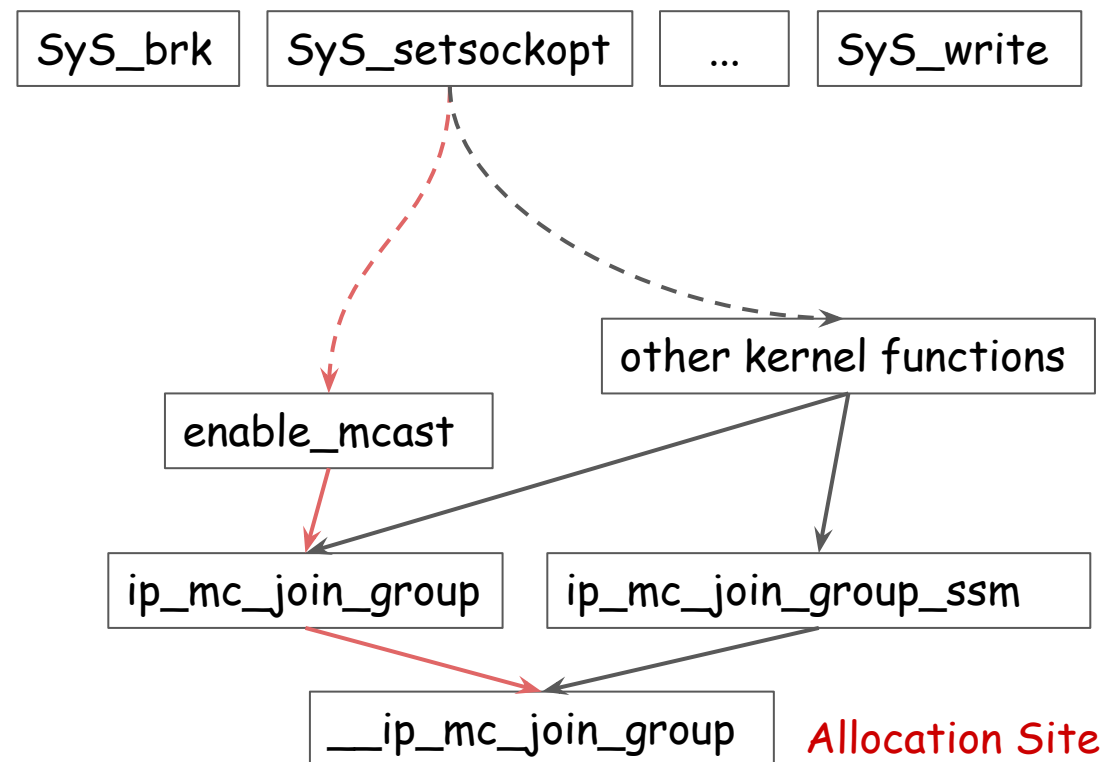 SyS_brk
SyS_setsockopt
...
SyS_write
other kernel functions
enable_mcast
ip_mc_join_group
ip_mc_join_group_ssm
__ip_mc_join_group
Allocation Site